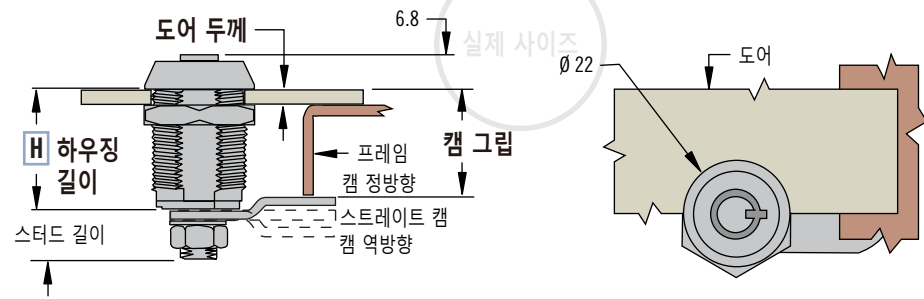 도어 두께
6.8
실제 사이즈
Ø 22
도어
H 하우징
길이
캠 그립
프레임
캠 정방향
스트레이트 캠
캠 역방향
스터드 길이